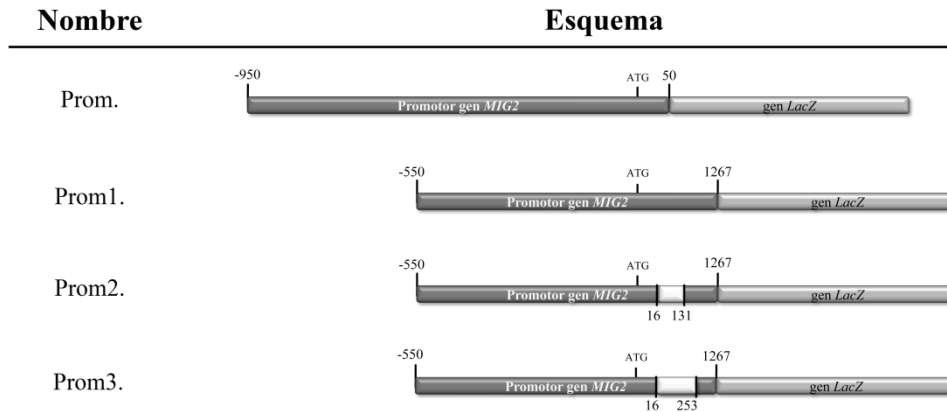 Nombre Esquema
-950 ATG 50
Prom. Promotor gen MIG2 gen LacZ
-550 ATG 1267
Prom1. Promotor gen MIG2 gen LacZ
-550 ATG 1267
Prom2. Promotor gen MIG2 gen LacZ
16 131
-550 ATG 1267
Prom3. Promotor gen MIG2 gen LacZ
16 253